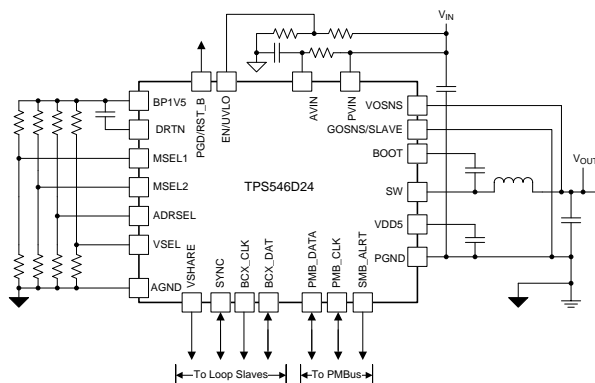 V_IN
BP1V5
DRTN
MSEL1
MSEL2
ADRSEL
VSEL
AGND
PGD/RST_B
EN/UVLO
AVIN
PVIN
VOSNS
GOSNS/SLAVE
BOOT
SW
VDD5
PGND
V_OUT
TPS546D24
VSHARE
SYNC
BCX_CLK
BCX_DAT
PMB_DATA
PMB_CLK
SMB_ALRT
To Loop Slaves
To PMBus